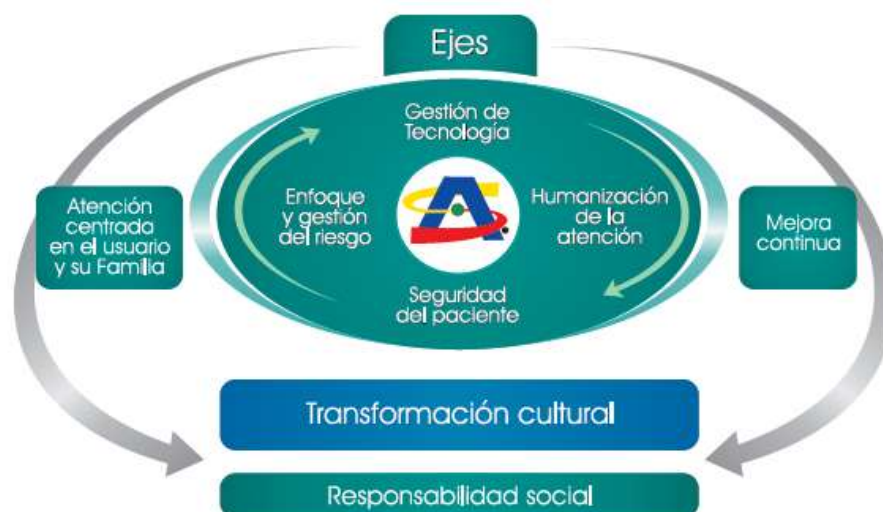 Ejes
Gestión de
Tecnología
Enfoque
y gestión
del riesgo
Humanización
de la
atención
Seguridad
del paciente
Atención
centrada
en el usuario
y su Familia
Mejora
continua
Transformación cultural
Responsabilidad social